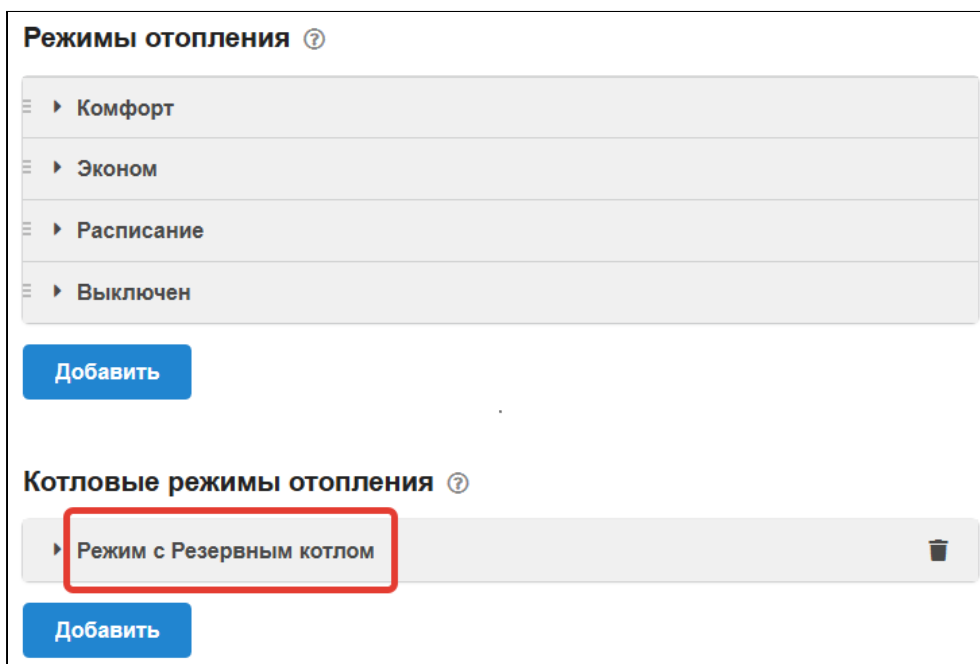 Режимы отопления ?
Комфорт
Эконом
Расписание
Выключен
Добавить
Котловые режимы отопления ?
Режим с Резервным котлом
Добавить